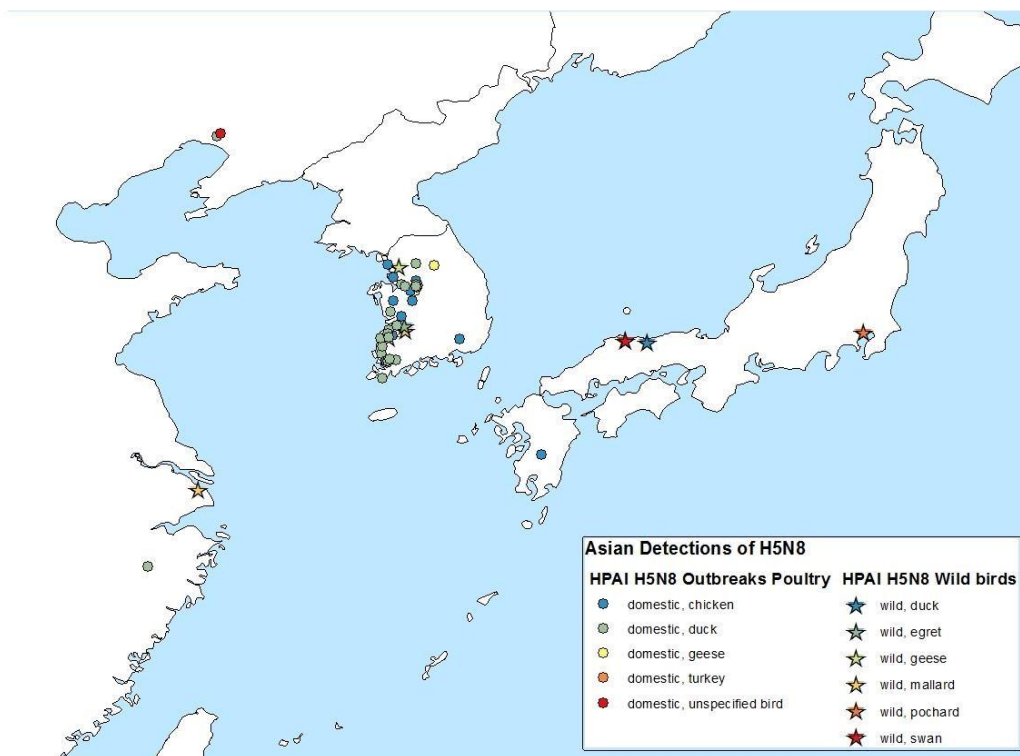 Asian Detections of H5N8
HPAI H5N8 Outbreaks Poultry
domestic, chicken
domestic, duck
domestic, geese
domestic, turkey
domestic, unspecified bird
HPAI H5N8 Wild birds
wild, duck
wild, egret
wild, geese
wild, mallard
wild, pochard
wild, swan